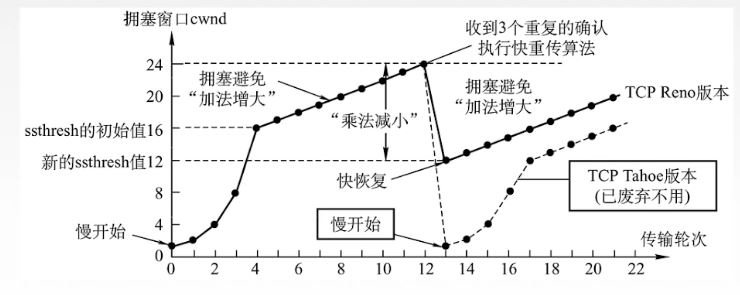 拥塞窗口cwnd
收到3个重复的确认
执行快重传算法
24
拥塞避免
“加法增大”
拥塞避免
“加法增大”
TCP Reno版本
20
“乘法减小”
ssthresh的初始值16
新的ssthresh值12
快恢复
TCP Tahoe版本
(已废弃不用)
8
4
慢开始
慢开始
传输轮次
0
0 2 4 6 8 10 12 14 16 18 20 22